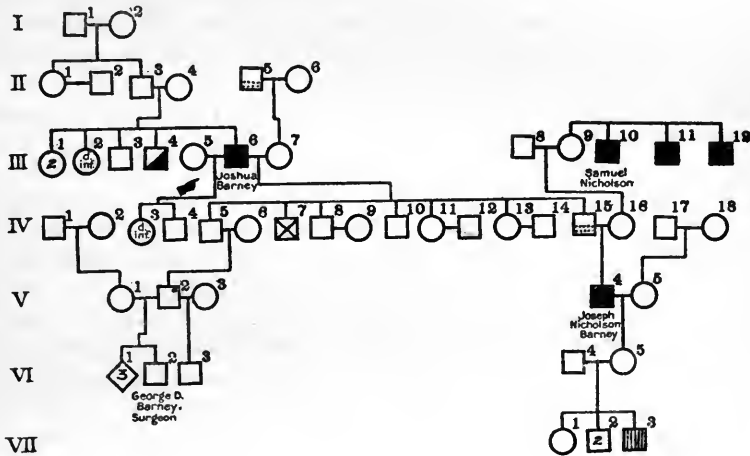 I 1 2
II 1 2 3 4 5 6
III 1 2 2 d inf. 3 4 5 6 7 8 9 10 11 12
Joshua
Barney
Samuel
Nicholson
IV 1 2 3 d inf. 4 5 6 7 8 9 10 11 12 13 14 15 16 17 18
V 1 2 3 4 5
Joseph
Nicholson
Barney
VI 1 3 2 3 4 5
George D.
Barney.
Surgeon
VII 1 2 2 3